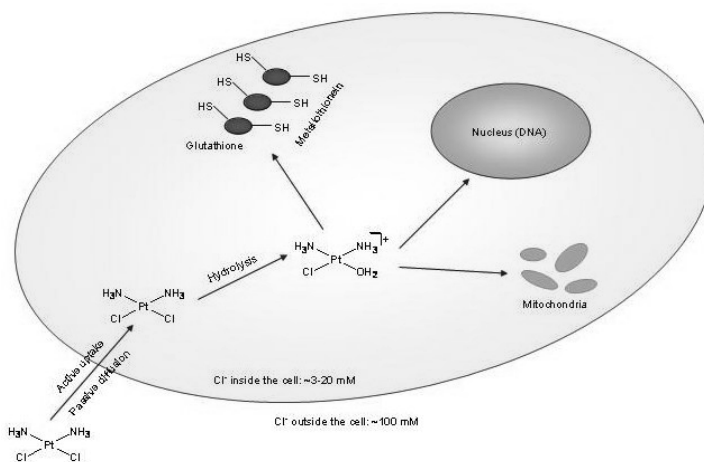 HS
SH
HS
SH
HS
SH
Metallothionein
Glutathione
Nucleus (DNA)
H₃N NH₃ ]+
Pt
Cl OH₂
Hydrolysis
Mitochondria
H₃N NH₃
Pt
Cl Cl
Active uptake
Passive diffusion
Cl⁻ inside the cell: ~3-20 mM
Cl⁻ outside the cell: ~100 mM
H₃N NH₃
Pt
Cl Cl